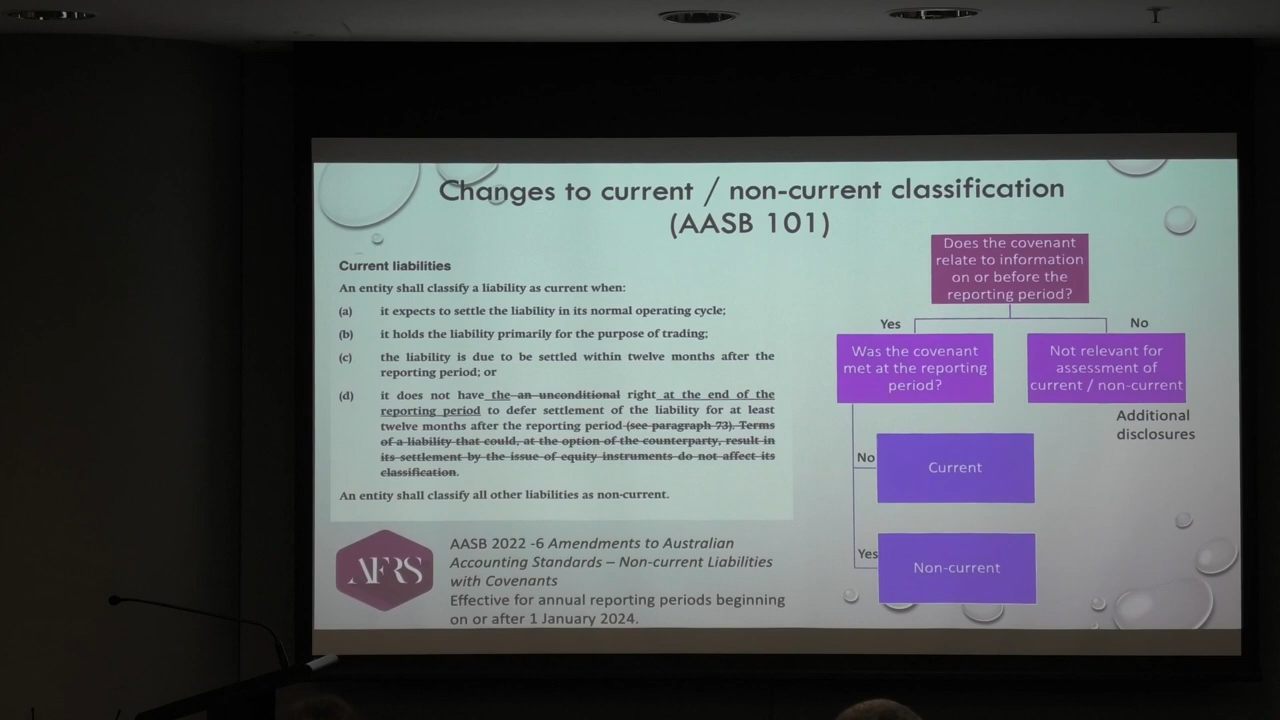 Changes to current / non-current classification
(AASB 101)
Current liabilities
An entity shall classify a liability as current when:
(a) it expects to settle the liability in its normal operating cycle;
(b) it holds the liability primarily for the purpose of trading;
(c) the liability is due to be settled within twelve months after the
reporting period; or
(d) it does not have the an unconditional right at the end of the
reporting period to defer settlement of the liability for at least
twelve months after the reporting period (see paragraph 73). Terms
of a liability that could, at the option of the counterparty, result in
its settlement by the issue of equity instruments do not affect its
classification.
An entity shall classify all other liabilities as non-current.
AFRS
AASB 2022 -6 Amendments to Australian
Accounting Standards – Non-current Liabilities
with Covenants
Effective for annual reporting periods beginning
on or after 1 January 2024.
Does the covenant
relate to information
on or before the
reporting period?
Yes
No
Was the covenant
met at the reporting
period?
Not relevant for
assessment of
current / non-current
Additional
disclosures
No
Current
Yes
Non-current